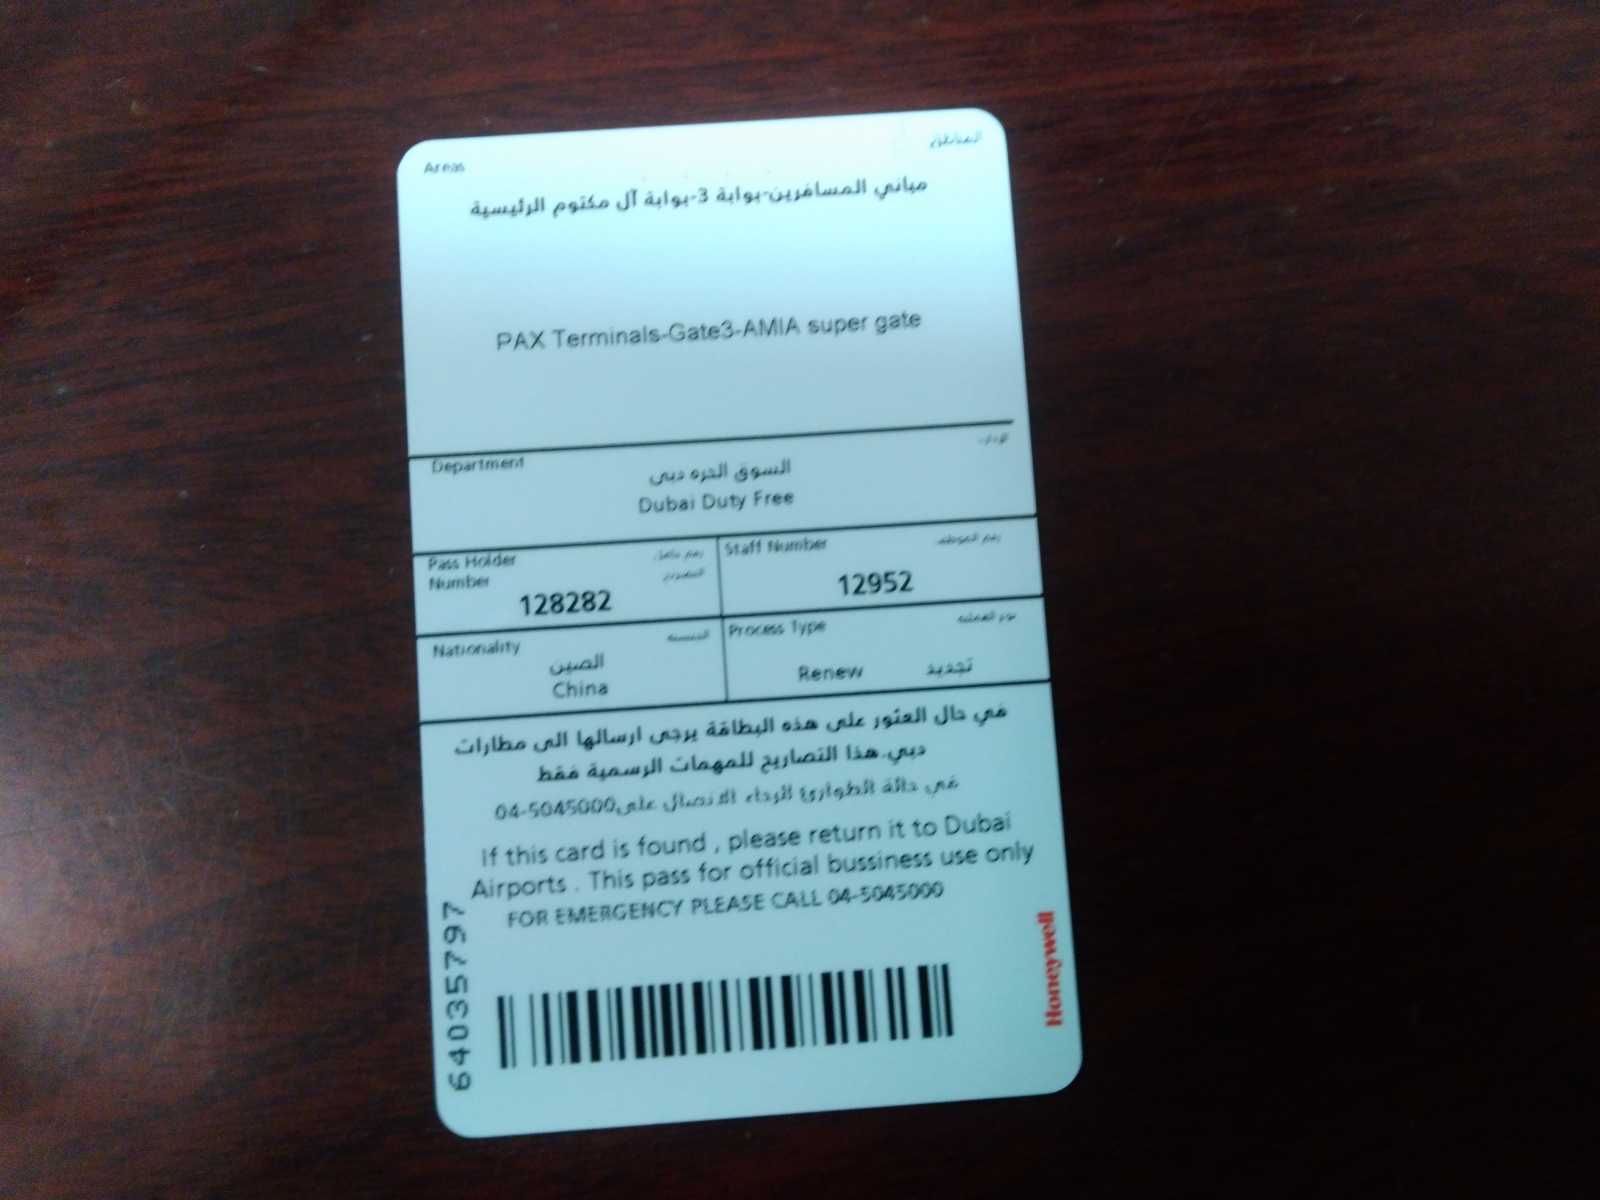 Areas المناطق
مباني المسافرين-بوابة 3-بوابة آل مكتوم الرئيسية
PAX Terminals-Gate3-AMIA super gate
Department
السوق الحره دبي
Dubai Duty Free
Pass Holder
Number
128282
Staff Number رقم الموظف
12952
Nationality الجنسية
الصين
China
Process Type
Renew تجديد
في حال العثور على هذه البطاقة يرجى ارسالها الى مطارات
دبي.هذا التصاريح للمهمات الرسمية فقط
في حالة الطوارئ الرجاء الاتصال على04-5045000
If this card is found , please return it to Dubai
Airports . This pass for official bussiness use only
FOR EMERGENCY PLEASE CALL 04-5045000
64035797
Honeywell